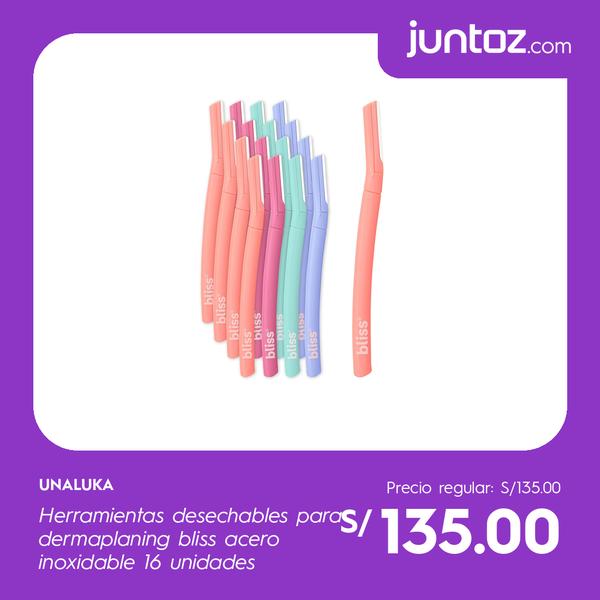 juntoz.com
bliss
bliss
bliss
bliss
bliss
bliss
bliss
bliss
UNALUKA
Precio regular: S/135.00
Herramientas desechables para
S/ 135.00
dermaplaning bliss acero
inoxidable 16 unidades